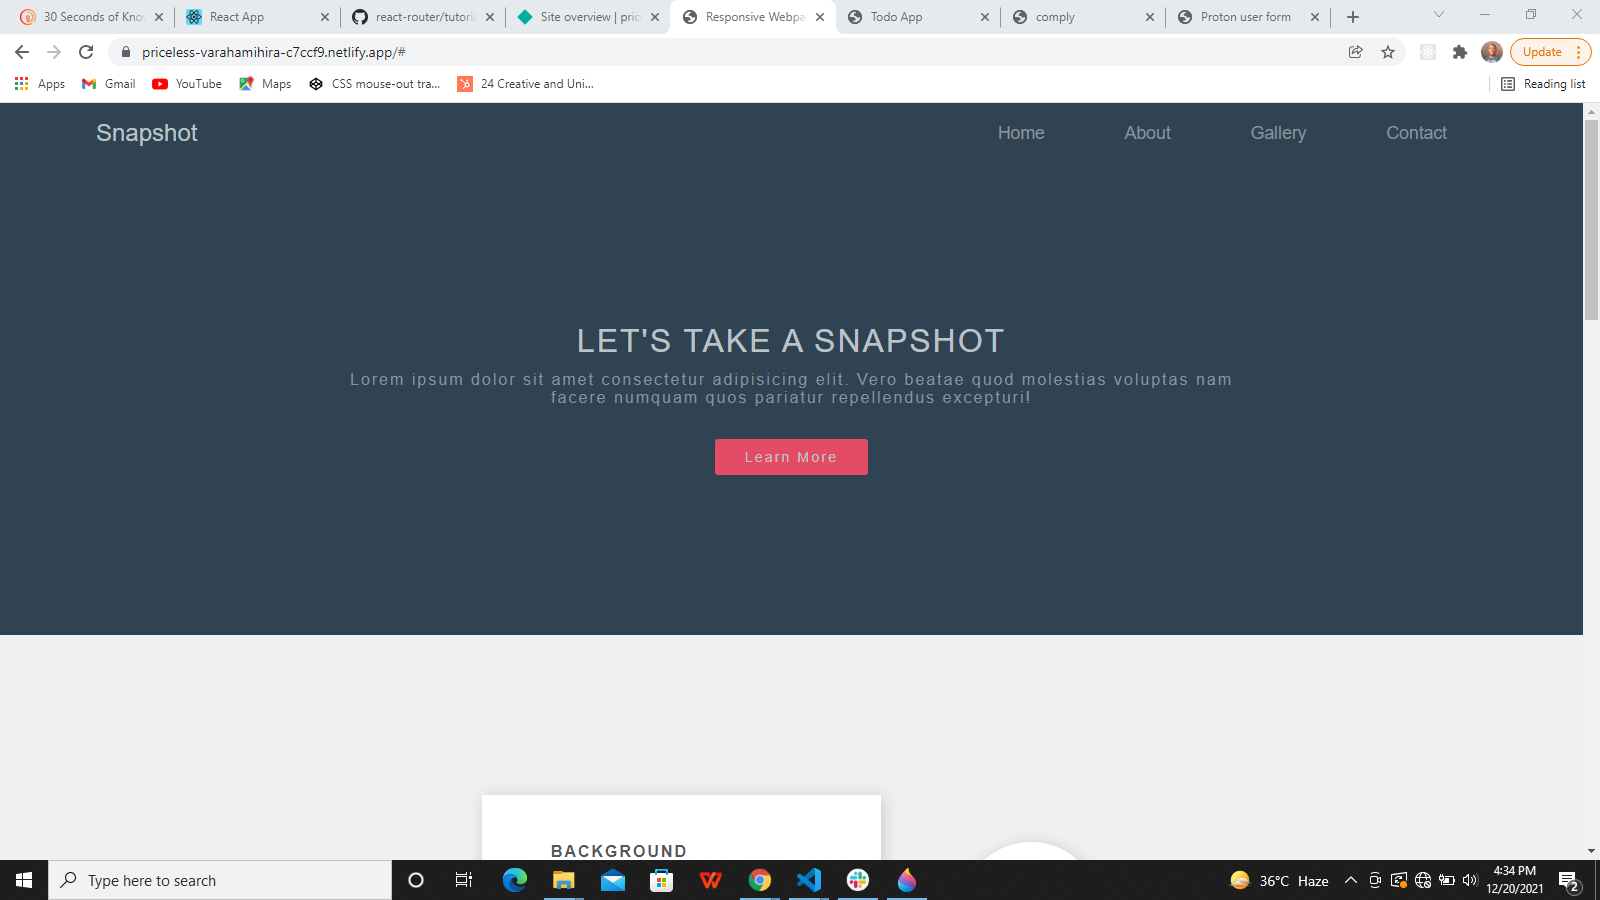 30 Seconds of Know
React App
react-router/tutoria
Site overview | pric
Responsive Webpa
Todo App
comply
Proton user form
priceless-varahamihira-c7ccf9.netlify.app/#
Update
Apps
Gmail
YouTube
Maps
CSS mouse-out tra...
24 Creative and Uni...
Reading list
Snapshot
Home
About
Gallery
Contact
LET'S TAKE A SNAPSHOT
Lorem ipsum dolor sit amet consectetur adipisicing elit. Vero beatae quod molestias voluptas nam
facere numquam quos pariatur repellendus excepturi!
Learn More
BACKGROUND
Type here to search
36°C Haze
4:34 PM
12/20/2021
2